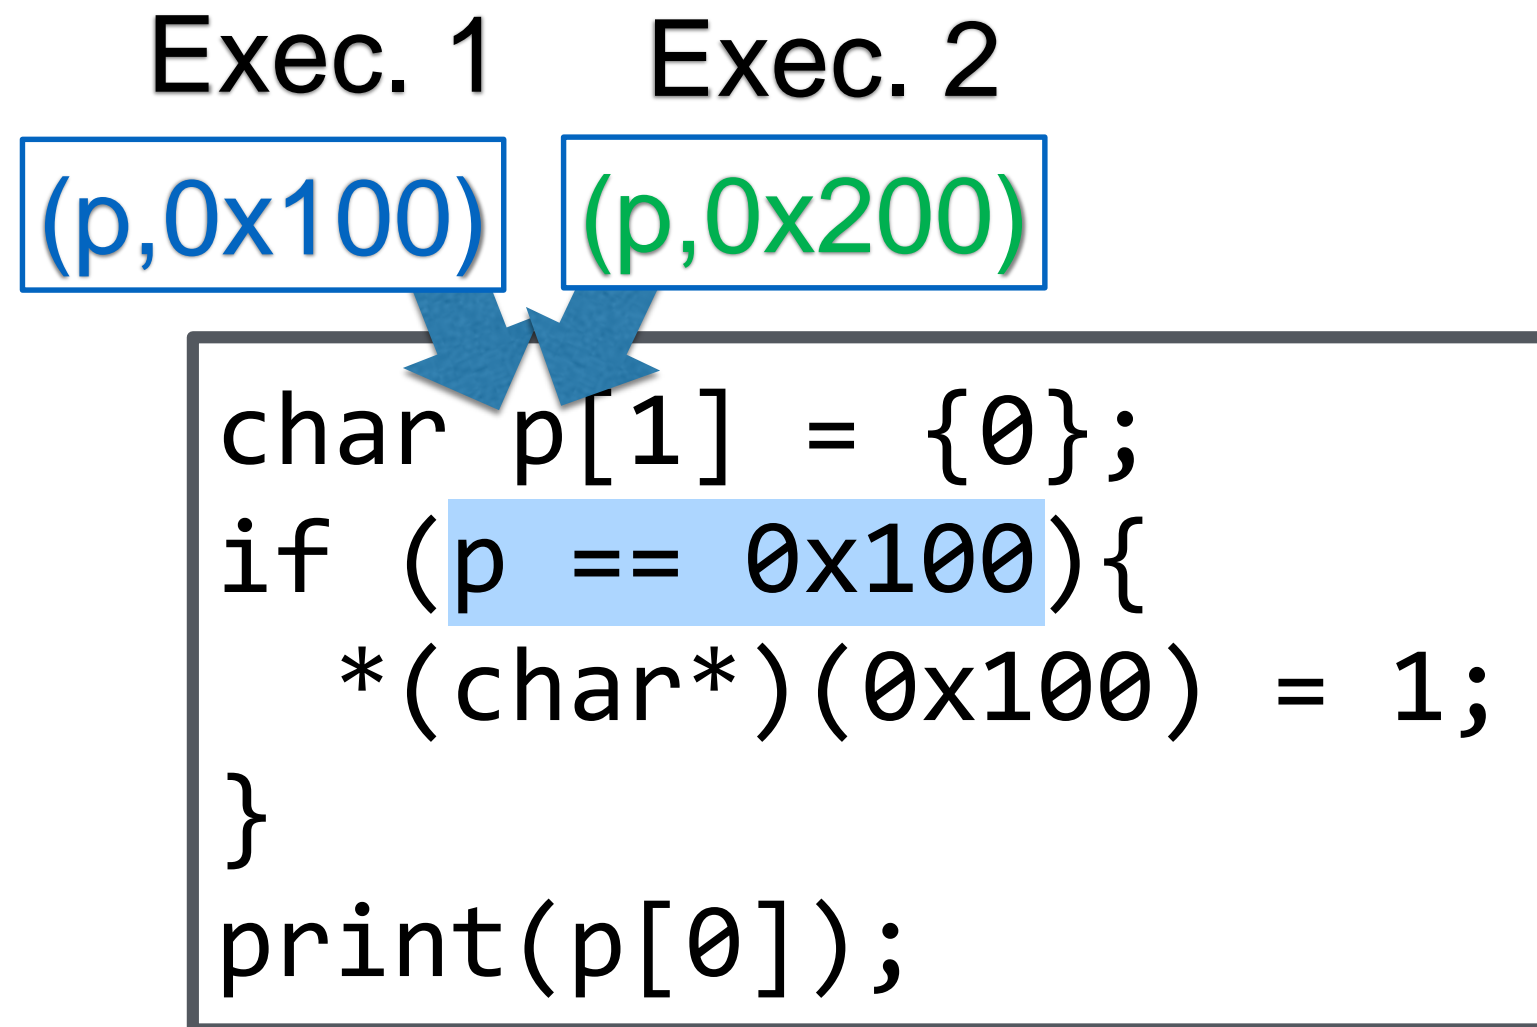 Exec. 1 Exec. 2
(p,0x100) (p,0x200)
char p[1] = {0};
if (p == 0x100){
  *(char*)(0x100) = 1;
}
print(p[0]);